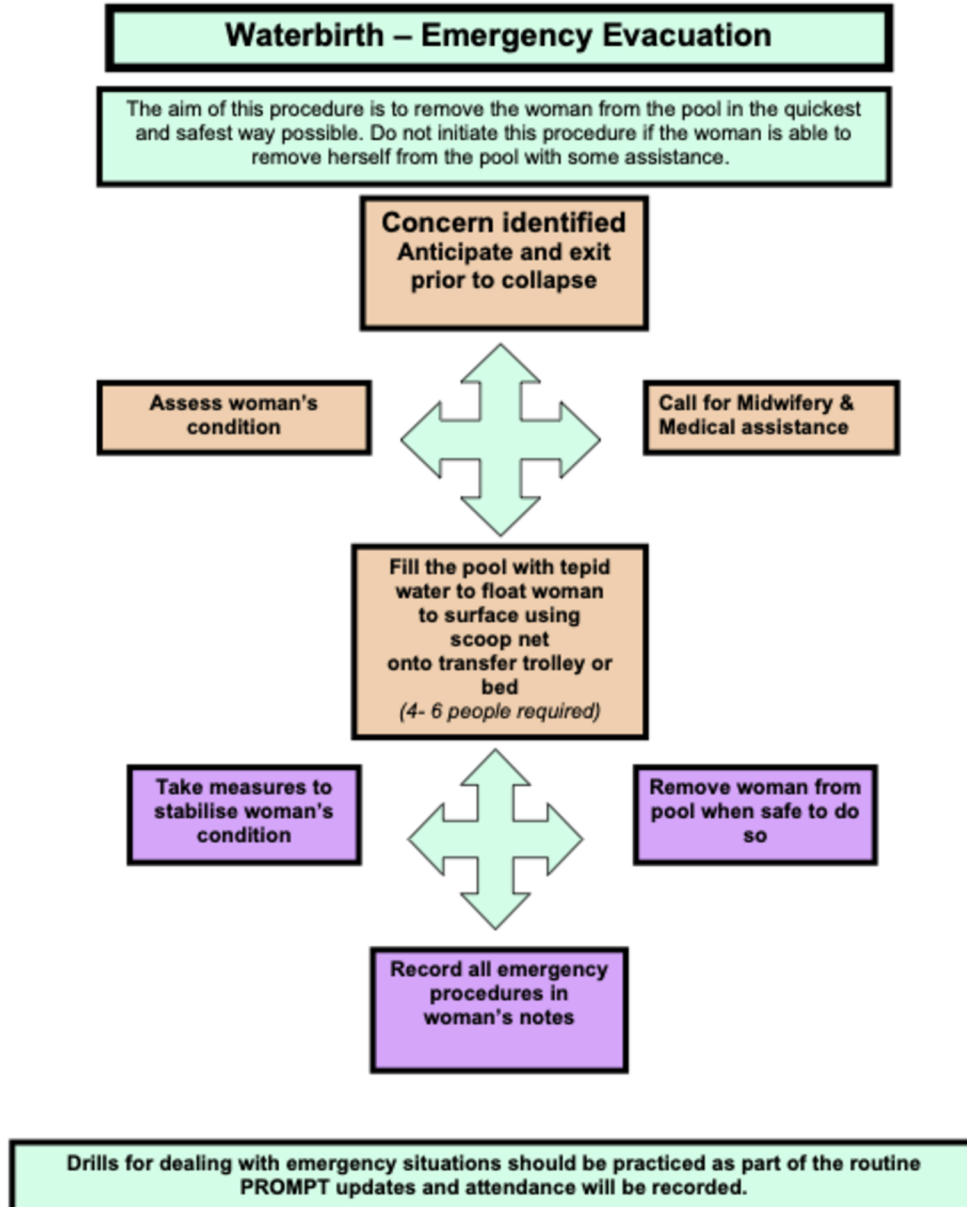 Waterbirth – Emergency Evacuation
The aim of this procedure is to remove the woman from the pool in the quickest
and safest way possible. Do not initiate this procedure if the woman is able to
remove herself from the pool with some assistance.
Concern identified
Anticipate and exit
prior to collapse
Assess woman's
condition
Call for Midwifery &
Medical assistance
Fill the pool with tepid
water to float woman
to surface using
scoop net
onto transfer trolley or
bed
(4- 6 people required)
Take measures to
stabilise woman's
condition
Remove woman from
pool when safe to do
so
Record all emergency
procedures in
woman's notes
Drills for dealing with emergency situations should be practiced as part of the routine
PROMPT updates and attendance will be recorded.